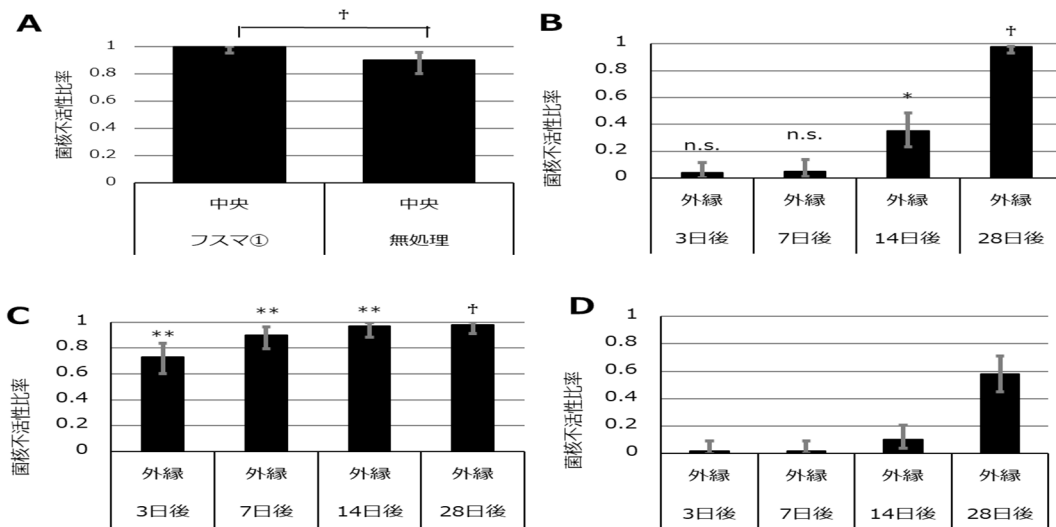 A
†
菌核不活性比率
1
0.8
0.6
0.4
0.2
0
中央 中央
フスマ① 無処理
B
†
菌核不活性比率
1
0.8
0.6
0.4
0.2
0
n.s. n.s. *
外縁 外縁 外縁 外縁
3日後 7日後 14日後 28日後
C
** ** ** †
菌核不活性比率
1
0.8
0.6
0.4
0.2
0
外縁 外縁 外縁 外縁
3日後 7日後 14日後 28日後
D
菌核不活性比率
1
0.8
0.6
0.4
0.2
0
外縁 外縁 外縁 外縁
3日後 7日後 14日後 28日後